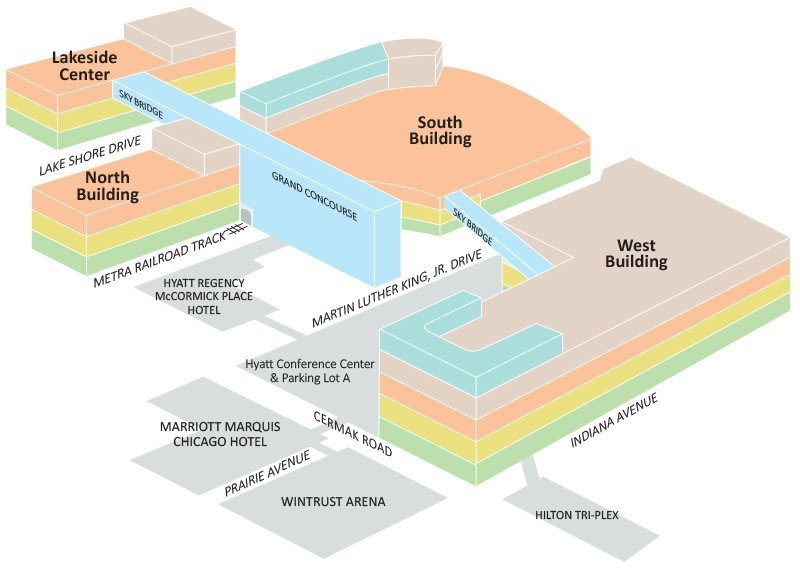 Lakeside
Center
SKY BRIDGE
LAKE SHORE DRIVE
South
Building
North
Building
GRAND CONCOURSE
SKY BRIDGE
West
Building
METRA RAILROAD TRACK
MARTIN LUTHER KING, JR. DRIVE
HYATT REGENCY
McCORMICK PLACE
HOTEL
Hyatt Conference Center
& Parking Lot A
MARRIOTT MARQUIS
CHICAGO HOTEL
CERMAK ROAD
INDIANA AVENUE
PRAIRIE AVENUE
WINTRUST ARENA
HILTON TRI-PLEX